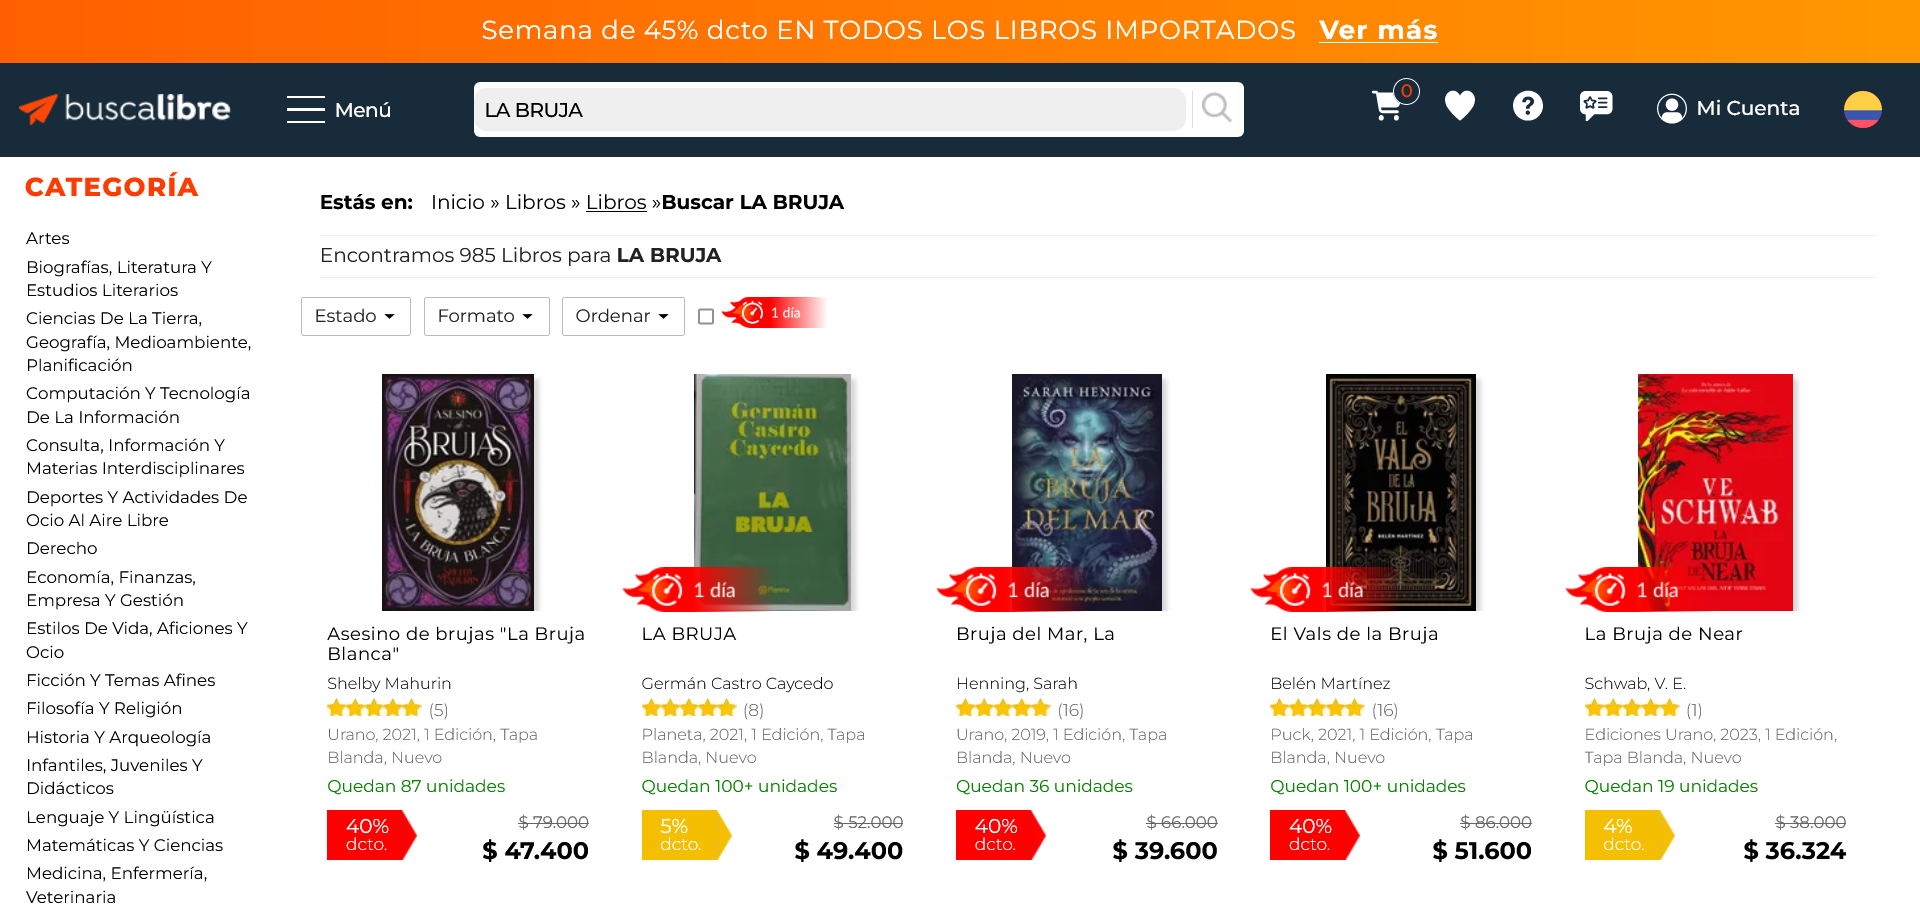 Semana de 45% dcto EN TODOS LOS LIBROS IMPORTADOS Ver más
buscalibre
Menú
LA BRUJA
0
Mi Cuenta
CATEGORÍA
Artes
Biografías, Literatura Y
Estudios Literarios
Ciencias De La Tierra,
Geografía, Medioambiente,
Planificación
Computación Y Tecnología
De La Información
Consulta, Información Y
Materias Interdisciplinares
Deportes Y Actividades De
Ocio Al Aire Libre
Derecho
Economía, Finanzas,
Empresa Y Gestión
Estilos De Vida, Aficiones Y
Ocio
Ficción Y Temas Afines
Filosofía Y Religión
Historia Y Arqueología
Infantiles, Juveniles Y
Didácticos
Lenguaje Y Lingüística
Matemáticas Y Ciencias
Medicina, Enfermería,
Veterinaria
Estás en: Inicio » Libros » Libros »Buscar LA BRUJA
Encontramos 985 Libros para LA BRUJA
Estado
Formato
Ordenar
1 día
ASESINO
de
BRUJAS
LA BRUJA BLANCA
SHELBY
MAHURIN
Asesino de brujas "La Bruja
Blanca"
Shelby Mahurin
(5)
Urano, 2021, 1 Edición, Tapa
Blanda, Nuevo
Quedan 87 unidades
40%
dcto.
$ 79.000
$ 47.400
Germán
Castro
Caycedo
LA
BRUJA
Planeta
1 día
LA BRUJA
Germán Castro Caycedo
(8)
Planeta, 2021, 1 Edición, Tapa
Blanda, Nuevo
Quedan 100+ unidades
5%
dcto.
$ 52.000
$ 49.400
SARAH HENNING
LA
BRUJA
DEL MAR
1 día
Bruja del Mar, La
Henning, Sarah
(16)
Urano, 2019, 1 Edición, Tapa
Blanda, Nuevo
Quedan 36 unidades
40%
dcto.
$ 66.000
$ 39.600
EL
VALS
DE LA
BRUJA
BELÉN MARTÍNEZ
1 día
El Vals de la Bruja
Belén Martínez
(16)
Puck, 2021, 1 Edición, Tapa
Blanda, Nuevo
Quedan 100+ unidades
40%
dcto.
$ 86.000
$ 51.600
VE
SCHWAB
LA
BRUJA
DE NEAR
1 día
La Bruja de Near
Schwab, V. E.
(1)
Ediciones Urano, 2023, 1 Edición,
Tapa Blanda, Nuevo
Quedan 19 unidades
4%
dcto.
$ 38.000
$ 36.324